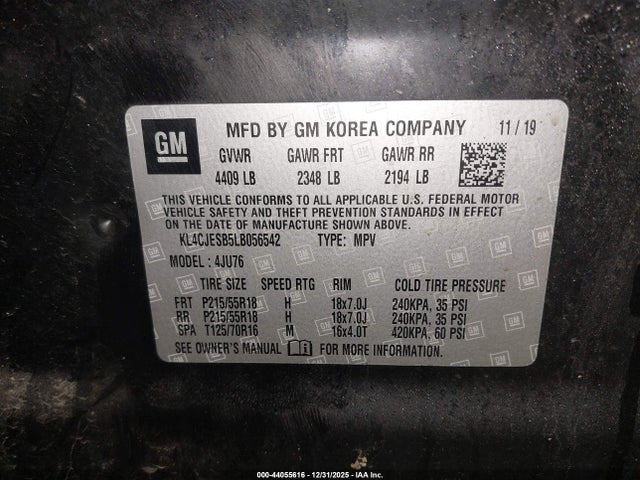 GM MFD BY GM KOREA COMPANY 11 / 19
GVWR GAWR FRT GAWR RR
4409 LB 2348 LB 2194 LB
THIS VEHICLE CONFORMS TO ALL APPLICABLE U.S. FEDERAL MOTOR
VEHICLE SAFETY AND THEFT PREVENTION STANDARDS IN EFFECT
ON THE DATE OF MANUFACTURE SHOWN ABOVE.
KL4CJESB5LB056542 TYPE: MPV
MODEL : 4JU76
TIRE SIZE SPEED RTG RIM COLD TIRE PRESSURE
FRT P215/55R18 H 18x7.0J 240KPA, 35 PSI
RR P215/55R18 H 18x7.0J 240KPA, 35 PSI
SPA T125/70R16 M 16x4.0T 420KPA, 60 PSI
SEE OWNER'S MANUAL FOR MORE INFORMATION.
000-44055616 - 12/31/2025 - IAA Inc.